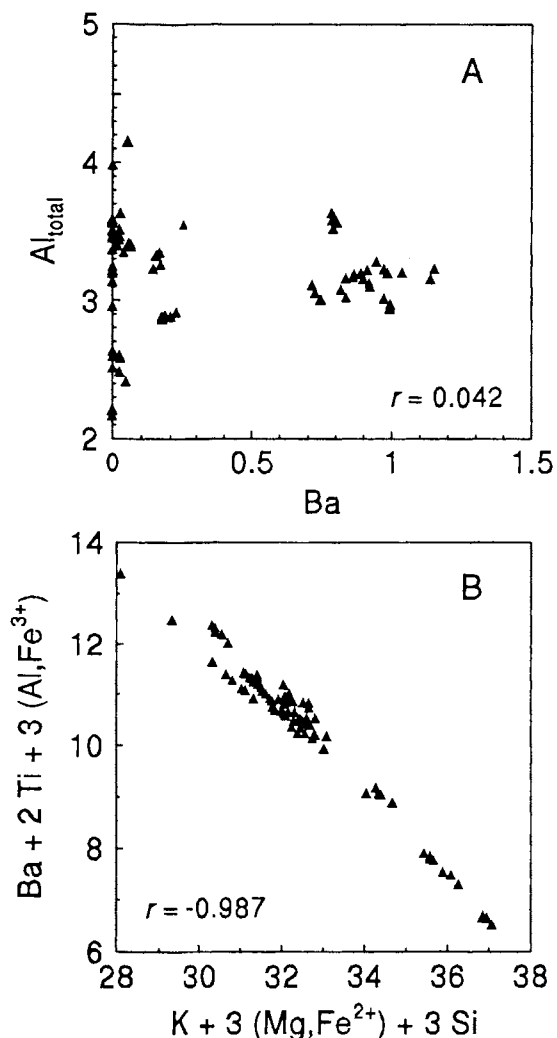 5
A
4
Al_total
3
r = 0.042
2
0 0.5 1 1.5
Ba
14
B
12
Ba + 2 Ti + 3 (Al,Fe³⁺)
10
8
r = -0.987
6
28 30 32 34 36 38
K + 3 (Mg,Fe²⁺) + 3 Si